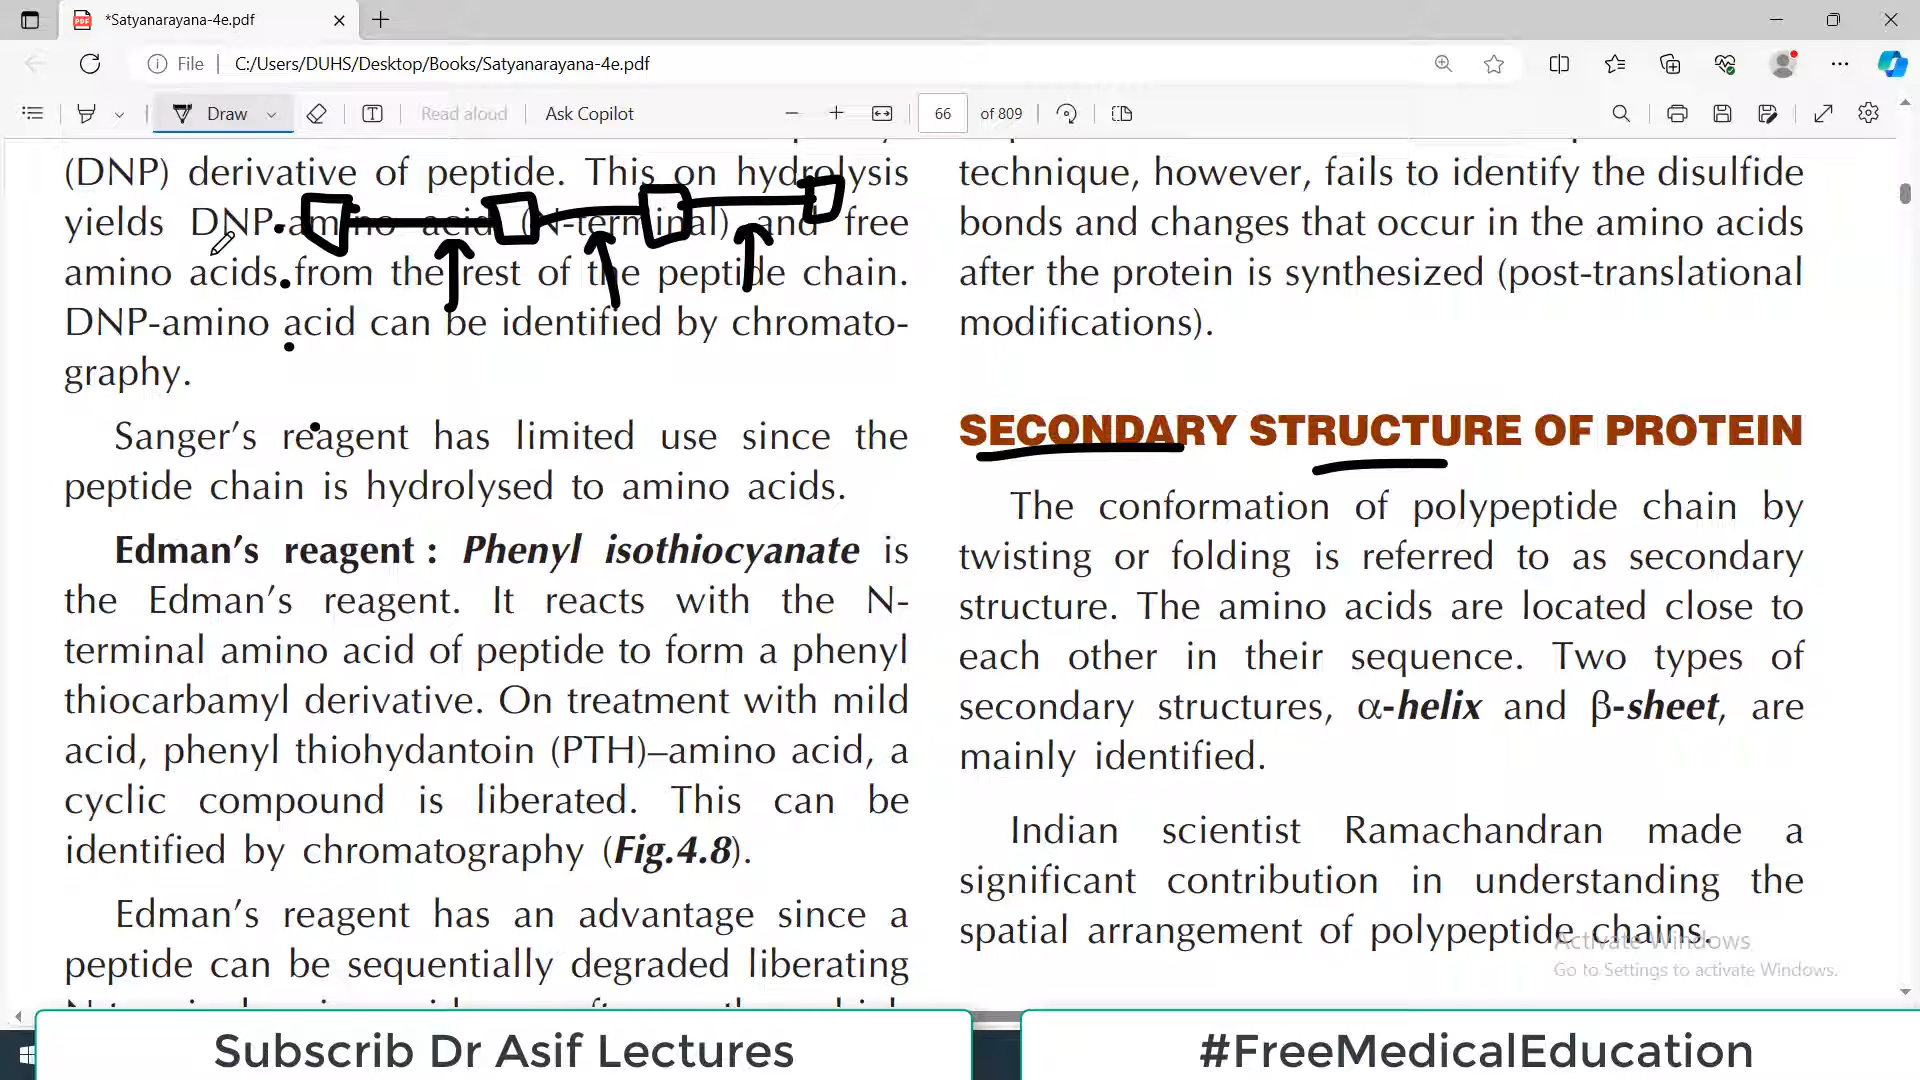 *Satyanarayana-4e.pdf
File
C:/Users/DUHS/Desktop/Books/Satyanarayana-4e.pdf
Draw
Read aloud
Ask Copilot
66
of 809
(DNP) derivative of peptide. This on hydrolysis
yields DNP-amino acid (N-terminal) and free
amino acids from the rest of the peptide chain.
DNP-amino acid can be identified by chromato-
graphy.
Sanger's reagent has limited use since the
peptide chain is hydrolysed to amino acids.
Edman's reagent : Phenyl isothiocyanate is
the Edman's reagent. It reacts with the N-
terminal amino acid of peptide to form a phenyl
thiocarbamyl derivative. On treatment with mild
acid, phenyl thiohydantoin (PTH)–amino acid, a
cyclic compound is liberated. This can be
identified by chromatography (Fig.4.8).
Edman's reagent has an advantage since a
peptide can be sequentially degraded liberating
technique, however, fails to identify the disulfide
bonds and changes that occur in the amino acids
after the protein is synthesized (post-translational
modifications).
SECONDARY STRUCTURE OF PROTEIN
The conformation of polypeptide chain by
twisting or folding is referred to as secondary
structure. The amino acids are located close to
each other in their sequence. Two types of
secondary structures, α-helix and β-sheet, are
mainly identified.
Indian scientist Ramachandran made a
significant contribution in understanding the
spatial arrangement of polypeptide chains.
Activate Windows
Go to Settings to activate Windows.
Subscrib Dr Asif Lectures
#FreeMedicalEducation